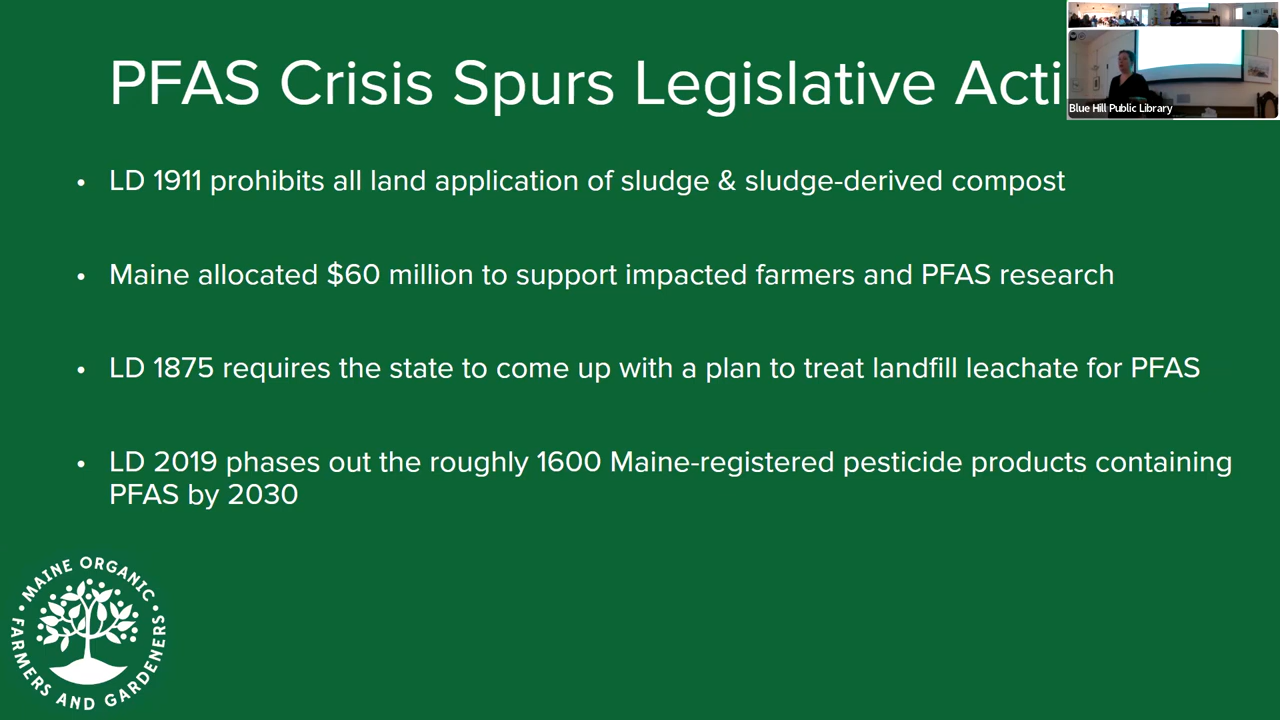 PFAS Crisis Spurs Legislative Acti
Blue Hill Public Library
• LD 1911 prohibits all land application of sludge & sludge-derived compost
• Maine allocated $60 million to support impacted farmers and PFAS research
• LD 1875 requires the state to come up with a plan to treat landfill leachate for PFAS
• LD 2019 phases out the roughly 1600 Maine-registered pesticide products containing
PFAS by 2030
• MAINE ORGANIC •
FARMERS AND GARDENERS